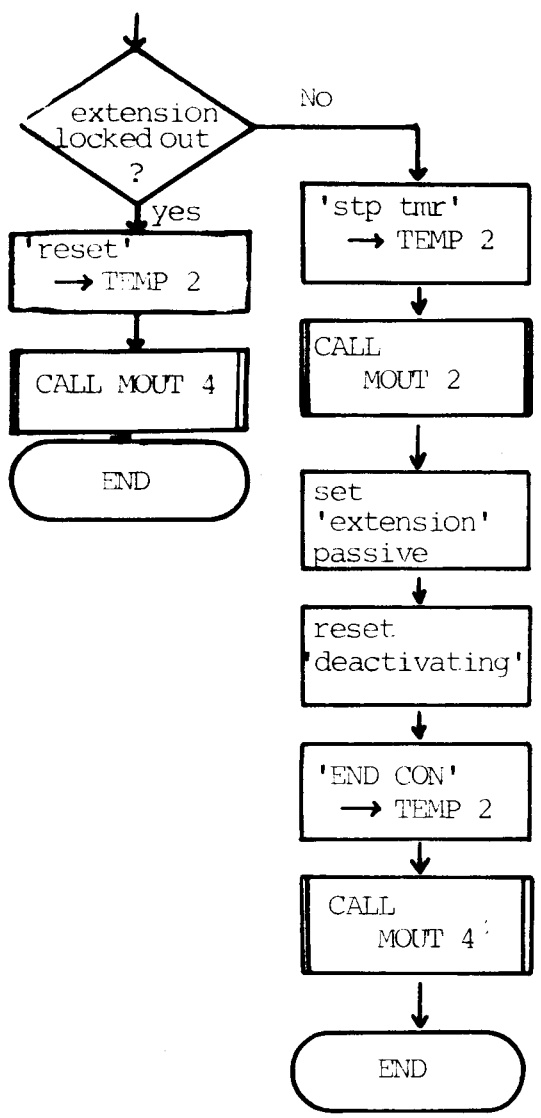 extension
locked out
?
No
yes
'reset'
→ TEMP 2
CALL MOUT 4
END
'stp tmr'
→ TEMP 2
CALL
MOUT 2
set
'extension'
passive
reset
'deactivating'
'END CON'
→ TEMP 2
CALL
MOUT 4
END